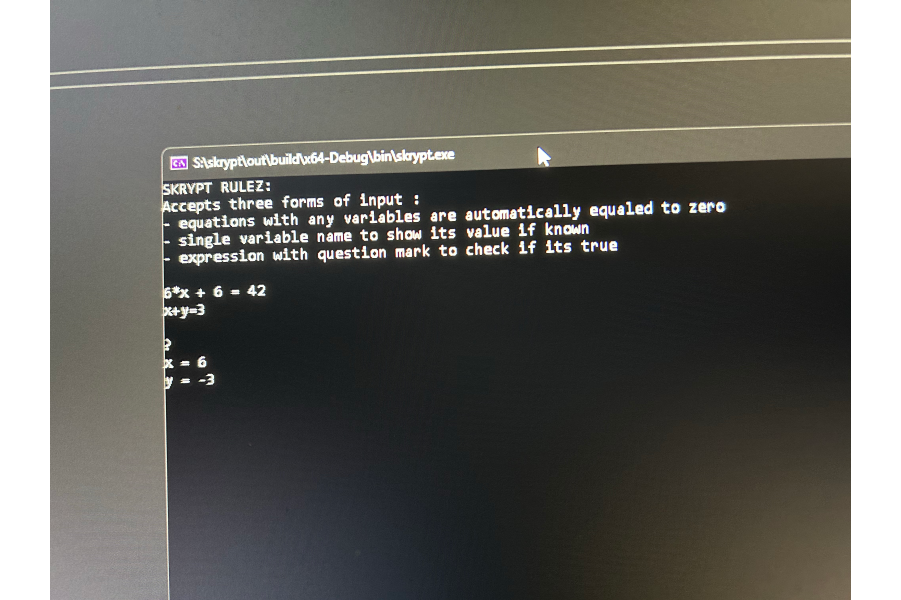 S:\skrypt\out\build\x64-Debug\bin\skrypt.exe
SKRYPT RULEZ:
Accepts three forms of input :
- equations with any variables are automatically equaled to zero
- single variable name to show its value if known
- expression with question mark to check if its true
6*x + 6 = 42
x+y=3
?
x = 6
y = -3